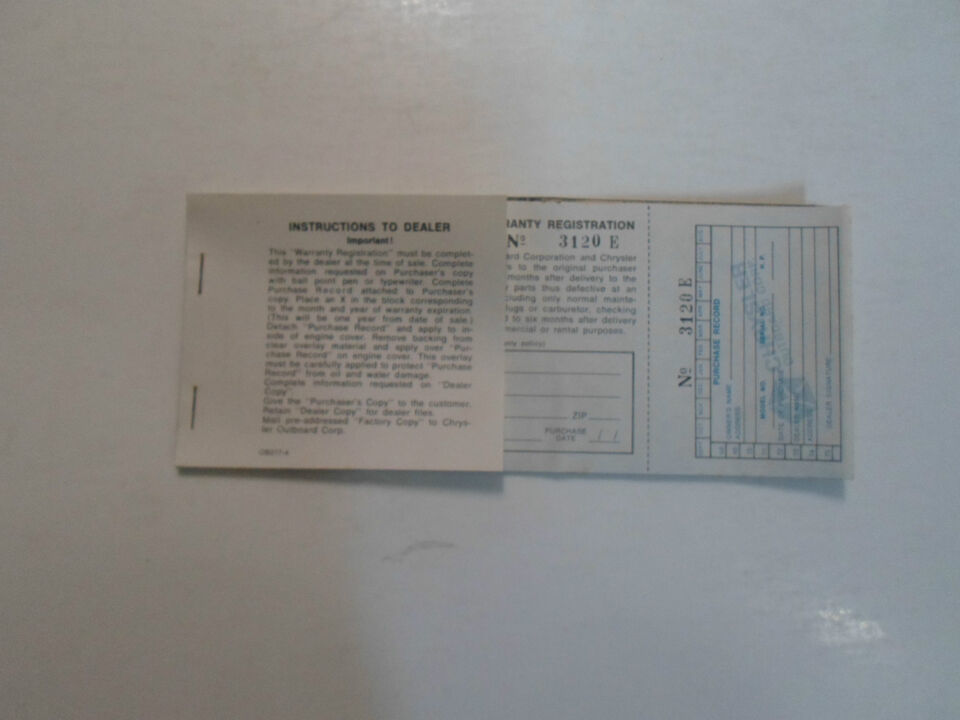 INSTRUCTIONS TO DEALER
Important!
This "Warranty Registration" must be complet-
ed by the dealer at the time of sale. Complete
information requested on Purchaser's copy
with ball point pen or typewriter. Complete
Purchase Record attached to Purchaser's
copy. Place an X in the block corresponding
to the month and year of warranty expiration.
(This will be one year from date of sale.)
Detach "Purchase Record" and apply to in-
side of engine cover. Remove backing from
clear overlay material and apply over "Pur-
chase Record" on engine cover. This overlay
must be carefully applied to protect "Purchase
Record" from oil and water damage.
Complete information requested on "Dealer
Copy".
Give the "Purchaser's Copy" to the customer.
Retain "Dealer Copy" for dealer files.
Mail pre-addressed "Factory Copy" to Chrys-
ler Outboard Corp.
RANTY REGISTRATION
Nº 3120 E
ard Corporation and Chrysler
s to the original purchaser
months after delivery to the
r parts thus defective at an
cluding only normal mainte-
lugs or carburetor, checking
d to six months after delivery
mercial or rental purposes.
only policy)
ZIP
PURCHASE
DATE / /
Nº 3120 E
PURCHASE RECORD
OWNER'S NAME
ADDRESS
MODEL NO. SERIAL NO. H.P.
DATE OF PURCHASE
DEALER'S NAME
ADDRESS
DEALER SIGNATURE